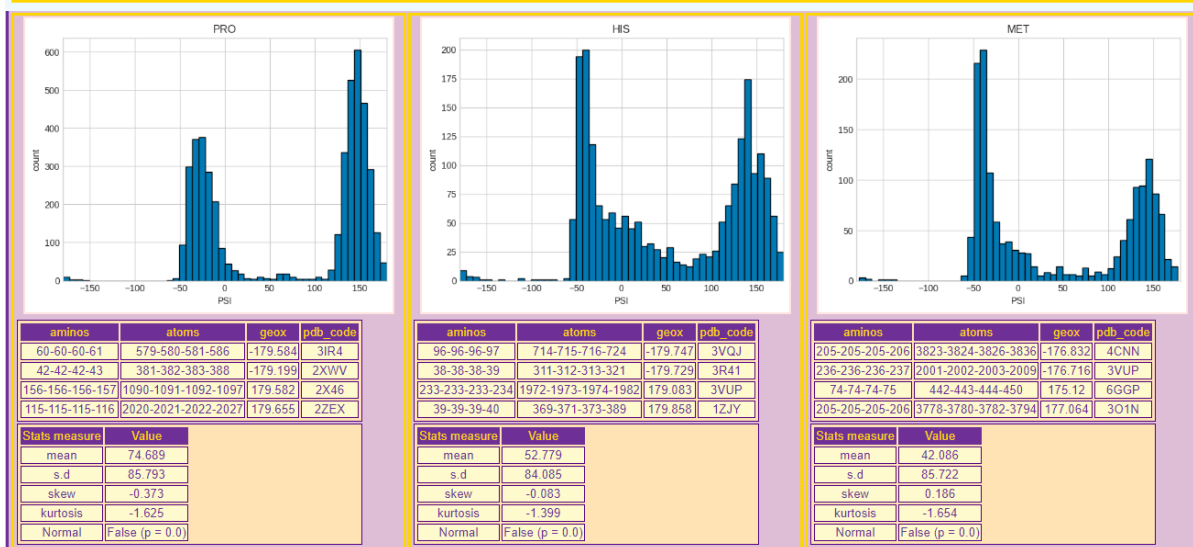 PRO
600
500
400
300
200
100
0
count
−150
−100
−50
0
50
100
150
PSI
aminos atoms geox pdb_code
60-60-60-61 579-580-581-586 -179.584 3IR4
42-42-42-43 381-382-383-388 -179.199 2XWV
156-156-156-157 1090-1091-1092-1097 179.582 2X46
115-115-115-116 2020-2021-2022-2027 179.655 2ZEX
Stats measure Value
mean 74.689
s.d 85.793
skew -0.373
kurtosis -1.625
Normal False (p = 0.0)
HIS
200
175
150
125
100
75
50
25
0
count
−150
−100
−50
0
50
100
150
PSI
aminos atoms geox pdb_code
96-96-96-97 714-715-716-724 -179.747 3VQJ
38-38-38-39 311-312-313-321 -179.729 3R41
233-233-233-234 1972-1973-1974-1982 179.083 3VUP
39-39-39-40 369-371-373-389 179.858 1ZJY
Stats measure Value
mean 52.779
s.d 84.085
skew -0.083
kurtosis -1.399
Normal False (p = 0.0)
MET
200
150
100
50
0
count
−150
−100
−50
0
50
100
150
PSI
aminos atoms geox pdb_code
205-205-205-206 3823-3824-3826-3836 -176.832 4CNN
236-236-236-237 2001-2002-2003-2009 -176.716 3VUP
74-74-74-75 442-443-444-450 175.12 6GGP
205-205-205-206 3778-3780-3782-3794 177.064 3O1N
Stats measure Value
mean 42.086
s.d 85.722
skew 0.186
kurtosis -1.654
Normal False (p = 0.0)